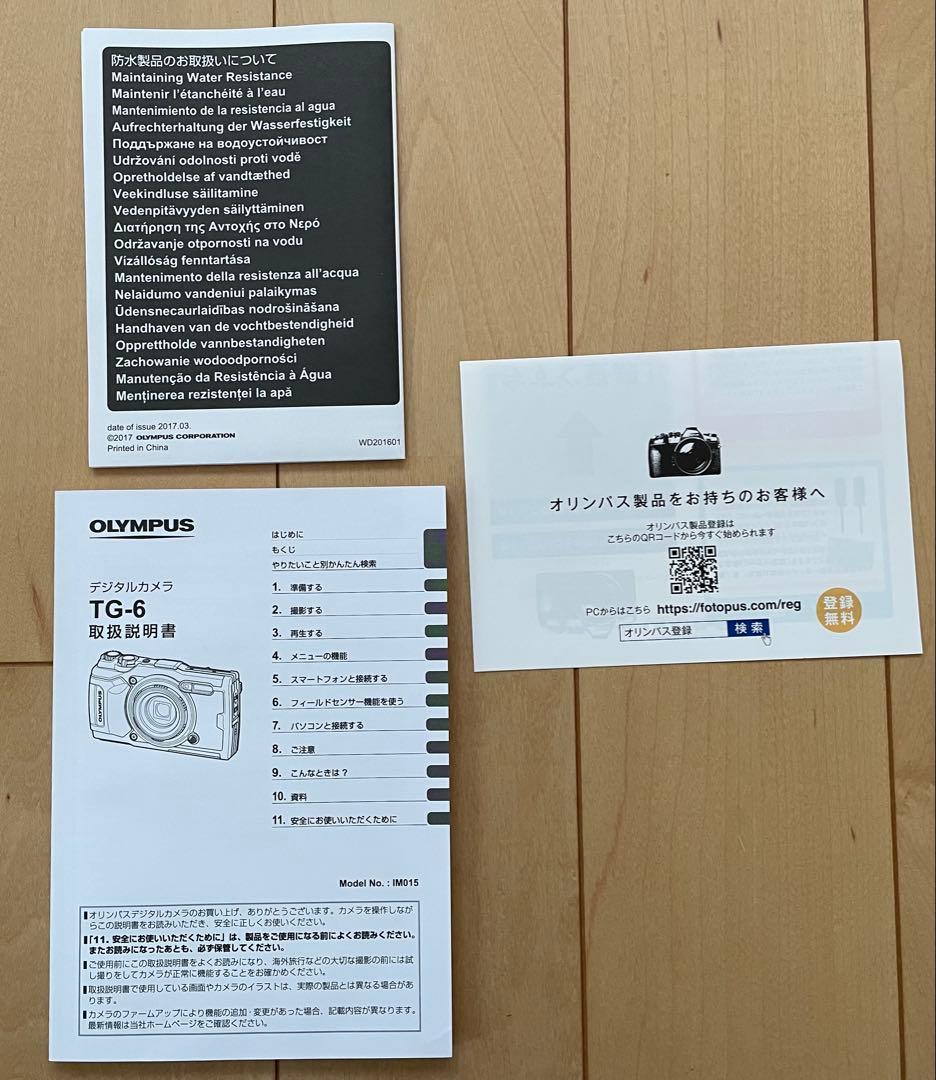 防水製品のお取扱いについて
Maintaining Water Resistance
Maintenir l'étanchéité à l'eau
Mantenimiento de la resistencia al agua
Aufrechterhaltung der Wasserfestigkeit
Поддържане на водоустойчивост
Udržování odolnosti proti vodě
Opretholdelse af vandtæthed
Veekindluse säilitamine
Vedenpitävyyden säilyttäminen
Διατήρηση της Αντοχής στο Νερό
Održavanje otpornosti na vodu
Vízállóság fenntartása
Mantenimento della resistenza all'acqua
Nelaidumo vandeniui palaikymas
Ūdensnecaurlaidības nodrošināšana
Handhaven van de vochtbestendigheid
Opprettholde vannbestandigheten
Zachowanie wodoodporności
Manutenção da Resistência à Água
Menținerea rezistenței la apă
date of issue 2017.03.
©2017 OLYMPUS CORPORATION
Printed in China
WD201601
OLYMPUS
デジタルカメラ
TG-6
取扱説明書
OLYMPUS
はじめに
もくじ
やりたいこと別かんたん検索
1. 準備する
2. 撮影する
3. 再生する
4. メニューの機能
5. スマートフォンと接続する
6. フィールドセンサー機能を使う
7. パソコンと接続する
8. ご注意
9. こんなときは？
10. 資料
11. 安全にお使いいただくために
Model No. : IM015
オリンパスデジタルカメラのお買い上げ、ありがとうございます。カメラを操作しなが
らこの説明書をお読みいただき、安全に正しくお使いください。
「11. 安全にお使いいただくために」は、製品をご使用になる前によくお読みください。
またお読みになったあとも、必ず保管してください。
ご使用前にこの取扱説明書をよくお読みになり、海外旅行などの大切な撮影の前には試
し撮りをしてカメラが正常に機能することをお確かめください。
取扱説明書で使用している画面やカメラのイラストは、実際の製品とは異なる場合があ
ります。
カメラのファームアップにより機能の追加・変更があった場合、記載内容が異なります。
最新情報は当社ホームページをご確認ください。
オリンパス製品をお持ちのお客様へ
オリンパス製品登録は
こちらのQRコードから今すぐ始められます
PCからはこちら https://fotopus.com/reg
オリンパス登録 検索
登録
無料